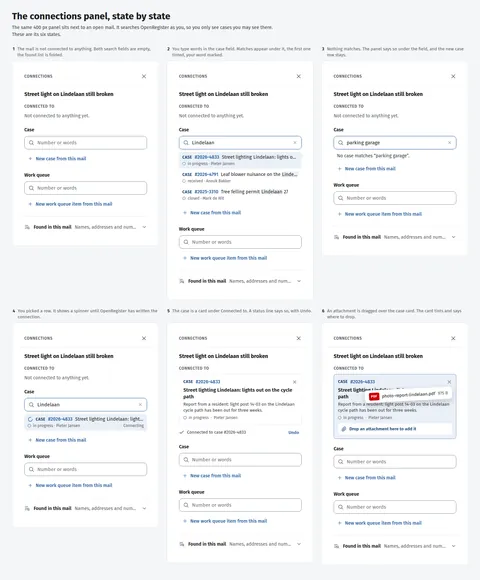 The connections panel, state by state
The same 400 px panel sits next to an open mail. It searches OpenRegister as you, so you only see cases you may see there.
These are its six states.
1 The mail is not connected to anything. Both search fields are empty, the found list is folded.
CONNECTIONS
Street light on Lindelaan still broken
CONNECTED TO
Not connected to anything yet.
Case
Number or words
+ New case from this mail
Work queue
Number or words
+ New work queue item from this mail
Found in this mail Names, addresses and num...
2 You type words in the case field. Matches appear under it, the first one tinted, your word marked.
CONNECTIONS
Street light on Lindelaan still broken
CONNECTED TO
Not connected to anything yet.
Case
Lindelaan
CASE #2026-4833 Street lighting Lindelaan: lights o...
in progress · Pieter Jansen
CASE #2026-4791 Leaf blower nuisance on the Linde...
received · Annick Bakker
CASE #2025-3310 Tree felling permit Lindelaan 27
closed · Mark de Wit
+ New case from this mail
Work queue
Number or words
+ New work queue item from this mail
Found in this mail Names, addresses and num...
3 Nothing matches. The panel says so under the field, and the new case row stays.
CONNECTIONS
Street light on Lindelaan still broken
CONNECTED TO
Not connected to anything yet.
Case
parking garage
No case matches "parking garage".
+ New case from this mail
Work queue
Number or words
+ New work queue item from this mail
Found in this mail Names, addresses and num...
4 You picked a row. It shows a spinner until OpenRegister has written the connection.
CONNECTIONS
Street light on Lindelaan still broken
CONNECTED TO
Not connected to anything yet.
Case
Lindelaan
CASE #2026-4833 Street lighting Lindelaan: light...
in progress · Pieter Jansen Connecting
+ New case from this mail
Work queue
Number or words
+ New work queue item from this mail
Found in this mail Names, addresses and num...
5 The case is a card under Connected to. A status line says so, with Undo.
CONNECTIONS
Street light on Lindelaan still broken
CONNECTED TO
CASE #2026-4833
Street lighting Lindelaan: lights out on the cycle path
Report from a resident: light post 14-03 on the Lindelaan cycle path has been out for three weeks.
in progress · Pieter Jansen
Connected to case #2026-4833 Undo
Case
Number or words
+ New case from this mail
Work queue
Number or words
+ New work queue item from this mail
Found in this mail Names, addresses and num...
6 An attachment is dragged over the case card. The card tints and says where to drop.
CONNECTIONS
Street light on Lindelaan still broken
CONNECTED TO
CASE #2026-4833
Street lighting Lindelaan: lights out on the cycle path
PDF photo-report-lindelaan.pdf
Report from a resident: light post 14-03 on the Lindelaan cycle path has been out for three weeks.
in progress · Pieter Jansen
Drop an attachment here to add it
Case
Number or words
+ New case from this mail
Work queue
Number or words
+ New work queue item from this mail
Found in this mail Names, addresses and num...